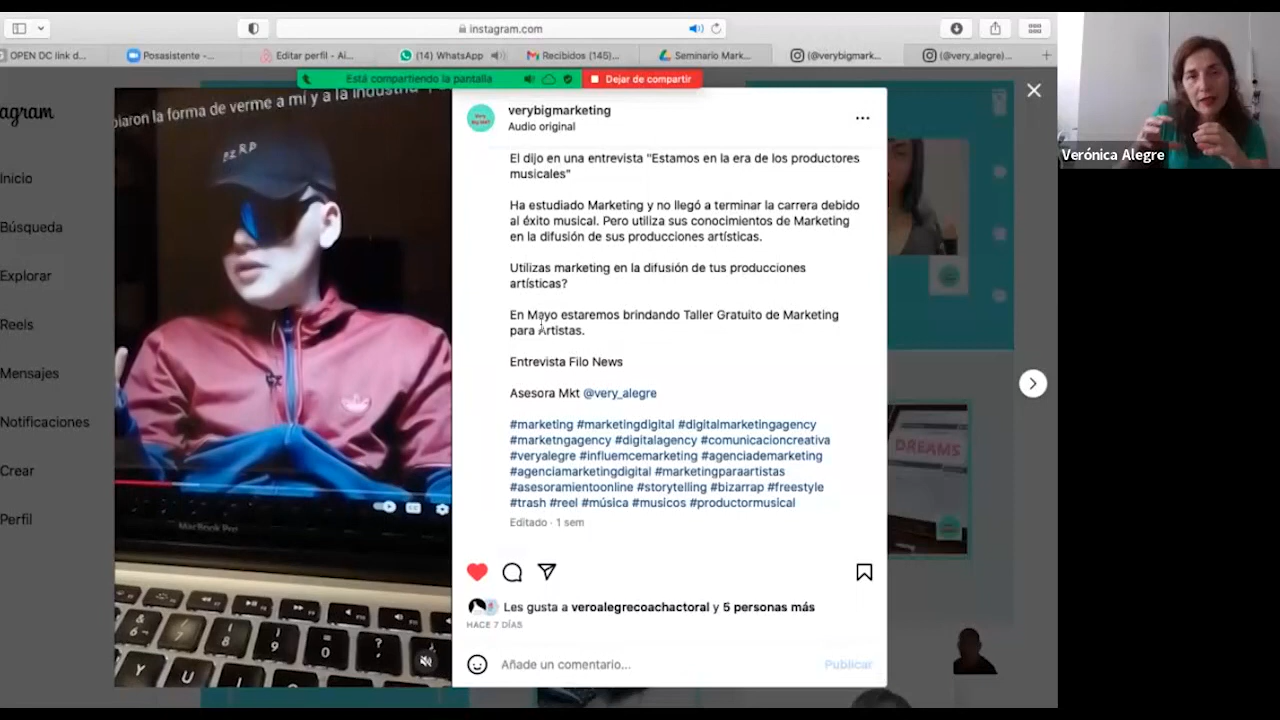 instagram.com
OPEN DC link d...
Posasistente -...
Editar perfil - Ai...
(14) WhatsApp
Recibidos (145)...
Seminario Mark...
(@verybigmark...
(@very_alegre)...
Está compartiendo la pantalla
Dejar de compartir
Verónica Alegre
agram
Inicio
Búsqueda
Explorar
Reels
Mensajes
Notificaciones
Crear
Perfil
biaron la forma de verme a mí y a la industria
BZRP
MacBook Pro
verybigmarketing
Audio original
El dijo en una entrevista "Estamos en la era de los productores
musicales"
Ha estudiado Marketing y no llegó a terminar la carrera debido
al éxito musical. Pero utiliza sus conocimientos de Marketing
en la difusión de sus producciones artísticas.
Utilizas marketing en la difusión de tus producciones
artísticas?
En Mayo estaremos brindando Taller Gratuito de Marketing
para Artistas.
Entrevista Filo News
Asesora Mkt @very_alegre
#marketing #marketingdigital #digitalmarketingagency
#marketngagency #digitalagency #comunicacioncreativa
#veryalegre #influemcemarketing #agenciademarketing
#agenciamarketingdigital #marketingparaartistas
#asesoramientoonline #storytelling #bizarrap #freestyle
#trash #reel #música #musicos #productormusical
Editado · 1 sem
Les gusta a veroalegrecoachactoral y 5 personas más
HACE 7 DÍAS
Añade un comentario...
Publicar
DREAMS